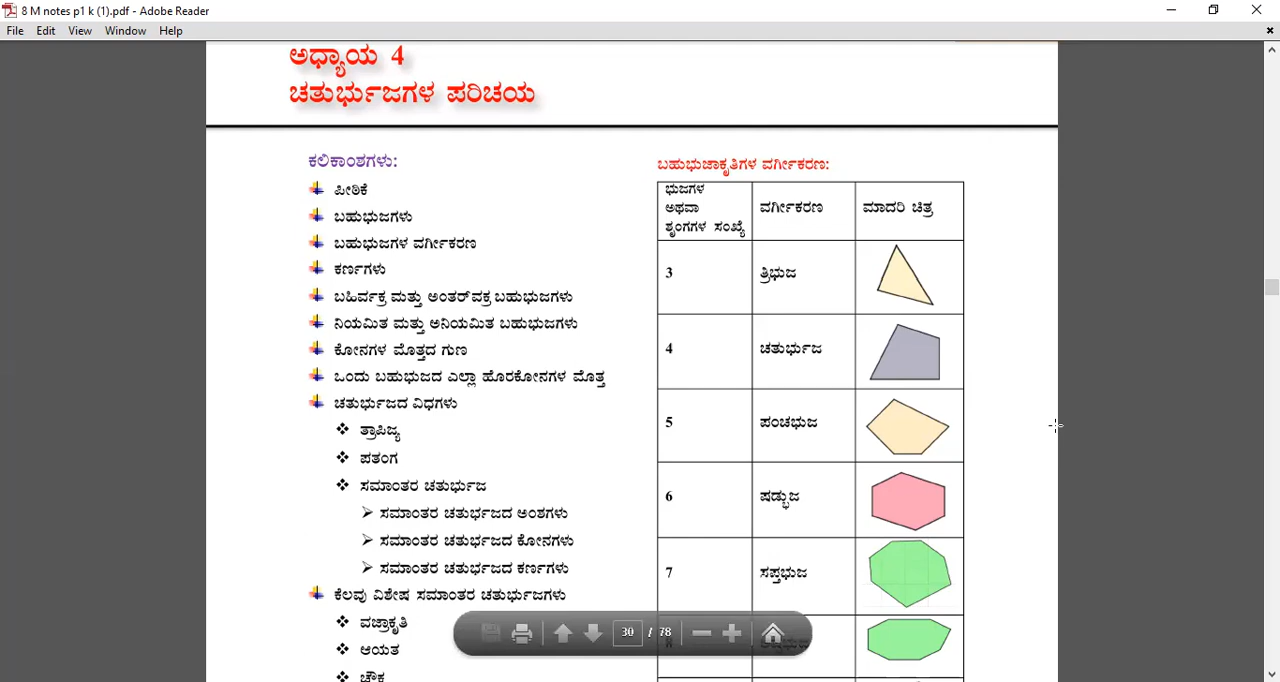 8 M notes p1 k (1).pdf - Adobe Reader
File Edit View Window Help
ಅಧ್ಯಾಯ 4
ಚತುರ್ಭುಜಗಳ ಪರಿಚಯ
ಕಲಿಕಾಂಶಗಳು:
ಪೀಠಿಕೆ
ಬಹುಭುಜಗಳು
ಬಹುಭುಜಗಳ ವರ್ಗೀಕರಣ
ಕರ್ಣಗಳು
ಬಹಿರ್ವಕ್ರ ಮತ್ತು ಅಂತರ್‌ವಕ್ರ ಬಹುಭುಜಗಳು
ನಿಯಮಿತ ಮತ್ತು ಅನಿಯಮಿತ ಬಹುಭುಜಗಳು
ಕೋನಗಳ ಮೊತ್ತದ ಗುಣ
ಒಂದು ಬಹುಭುಜದ ಎಲ್ಲಾ ಹೊರಕೋನಗಳ ಮೊತ್ತ
ಚತುರ್ಭುಜದ ವಿಧಗಳು
ತ್ರಾಪಿಜ್ಯ
ಪತಂಗ
ಸಮಾಂತರ ಚತುರ್ಭುಜ
ಸಮಾಂತರ ಚತುರ್ಭಜದ ಅಂಶಗಳು
ಸಮಾಂತರ ಚತುರ್ಭಜದ ಕೋನಗಳು
ಸಮಾಂತರ ಚತುರ್ಭಜದ ಕರ್ಣಗಳು
ಕೆಲವು ವಿಶೇಷ ಸಮಾಂತರ ಚತುರ್ಭುಜಗಳು
ವಜ್ರಾಕೃತಿ
ಆಯತ
ಚೌಕ
ಬಹುಭುಜಾಕೃತಿಗಳ ವರ್ಗೀಕರಣ:
ಭುಜಗಳ
ಅಥವಾ
ಶೃಂಗಗಳ ಸಂಖ್ಯೆ
ವರ್ಗೀಕರಣ
ಮಾದರಿ ಚಿತ್ರ
3 ತ್ರಿಭುಜ
4 ಚತುರ್ಭುಜ
5 ಪಂಚಭುಜ
6 ಷಡ್ಭುಜ
7 ಸಪ್ತಭುಜ
30 / 78